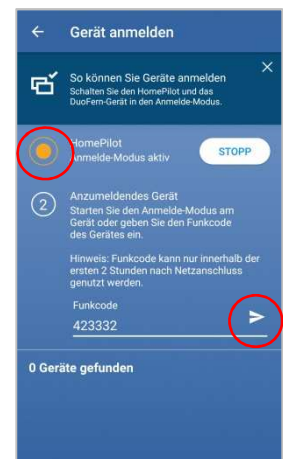 Gerät anmelden
So können Sie Geräte anmelden
Schalten Sie den HomePilot und das
DuoFern-Gerät in den Anmelde-Modus.
HomePilot
Anmelde-Modus aktiv
STOPP
2
Anzumeldendes Gerät
Starten Sie den Anmelde-Modus am
Gerät oder geben Sie den Funkcode
des Gerätes ein.
Hinweis: Funkcode kann nur innerhalb der
ersten 2 Stunden nach Netzanschluss
genutzt werden.
Funkcode
423332
0 Geräte gefunden